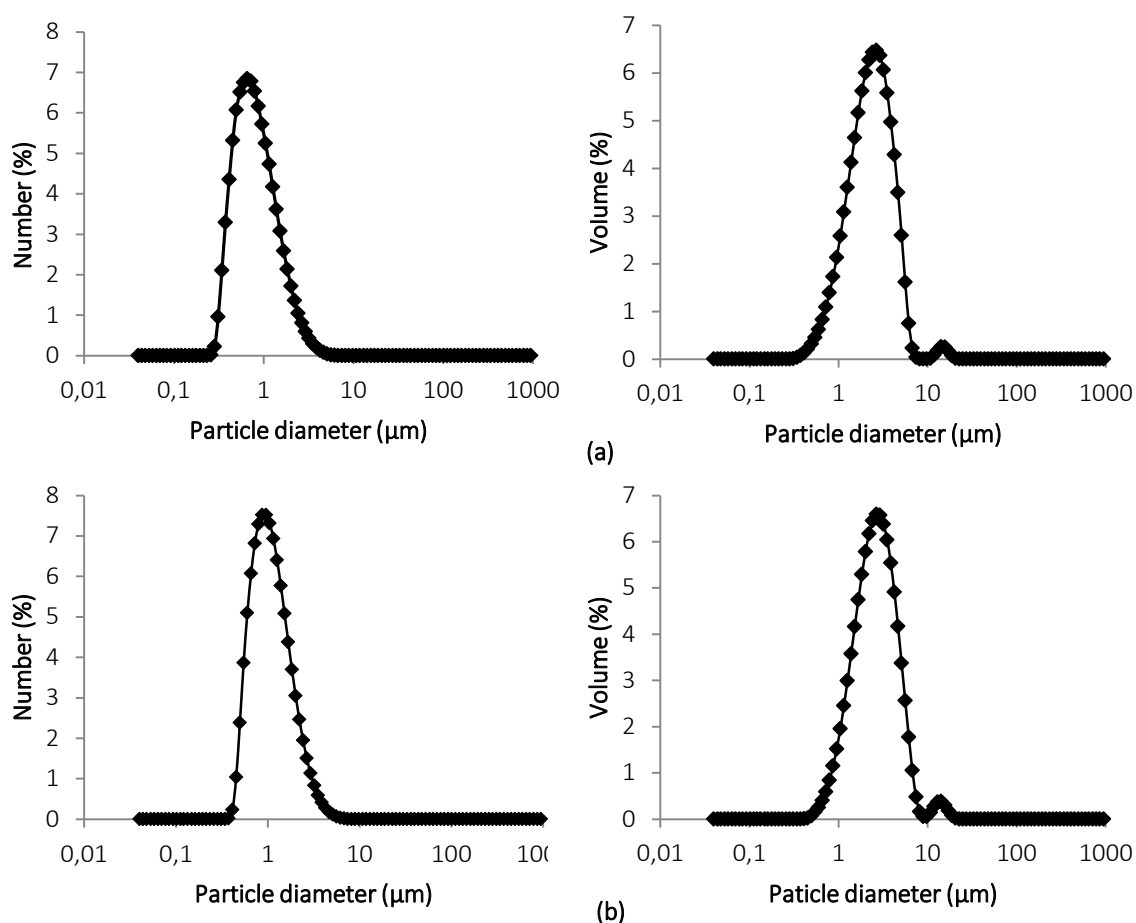 8
7
6
5
4
3
2
1
0
Number (%)
0,01 0,1 1 10 100 1000
Particle diameter (µm)
7
6
5
4
3
2
1
0
Volume (%)
0,01 0,1 1 10 100 1000
Particle diameter (µm)
(a)
8
7
6
5
4
3
2
1
0
Number (%)
0,01 0,1 1 10 100 100
Particle diameter (µm)
7
6
5
4
3
2
1
0
Volume (%)
0,01 0,1 1 10 100 1000
Paticle diameter (µm)
(b)